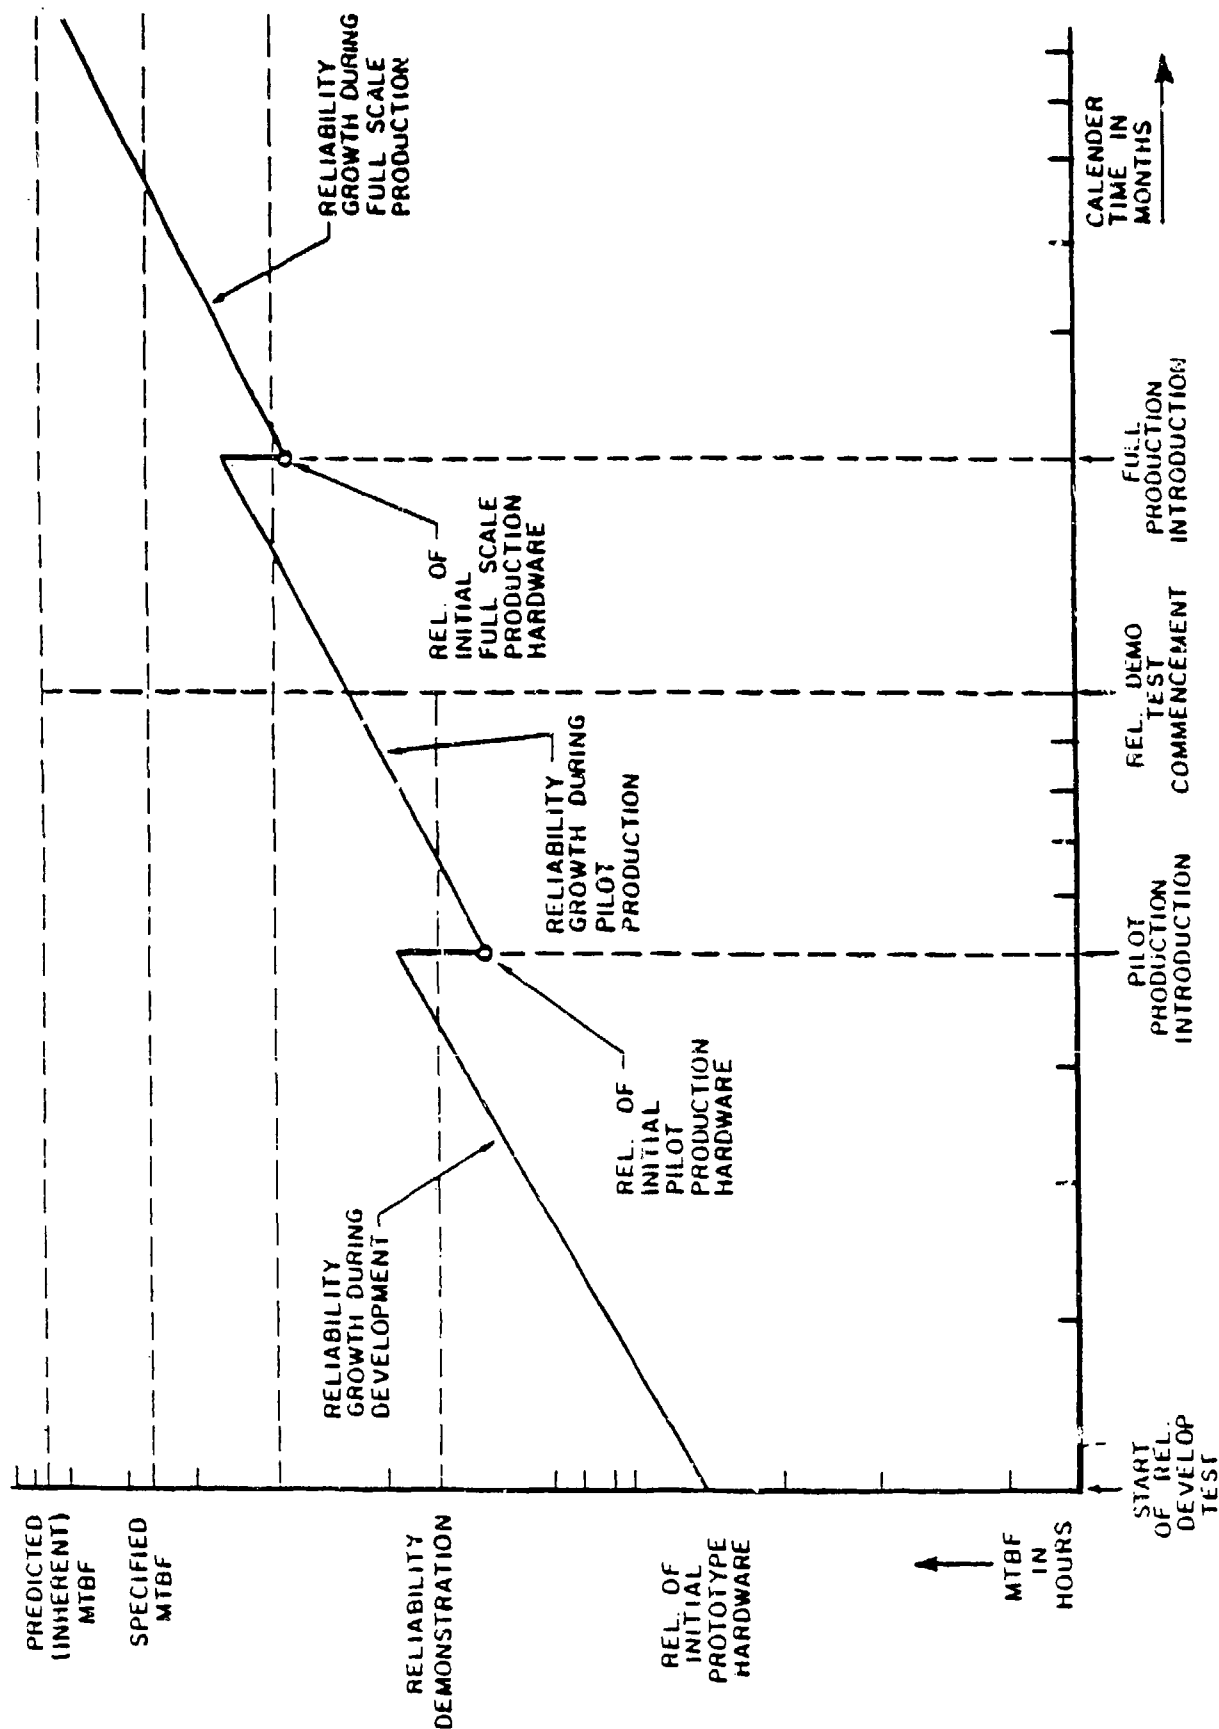 PREDICTED
(INHERENT)
MTBF
SPECIFIED
MTBF
RELIABILITY
DEMONSTRATION
REL. OF
INITIAL
PROTOTYPE
HARDWARE
MTBF
IN
HOURS
RELIABILITY
GROWTH DURING
DEVELOPMENT
REL. OF
INITIAL
PILOT
PRODUCTION
HARDWARE
RELIABILITY
GROWTH DURING
PILOT
PRODUCTION
REL. OF
INITIAL
FULL SCALE
PRODUCTION
HARDWARE
RELIABILITY
GROWTH DURING
FULL SCALE
PRODUCTION
START
OF REL.
DEVELOP
TEST
PILOT
PRODUCTION
INTRODUCTION
REL. DEMO
TEST
COMMENCEMENT
FULL
PRODUCTION
INTRODUCTION
CALENDER
TIME IN
MONTHS